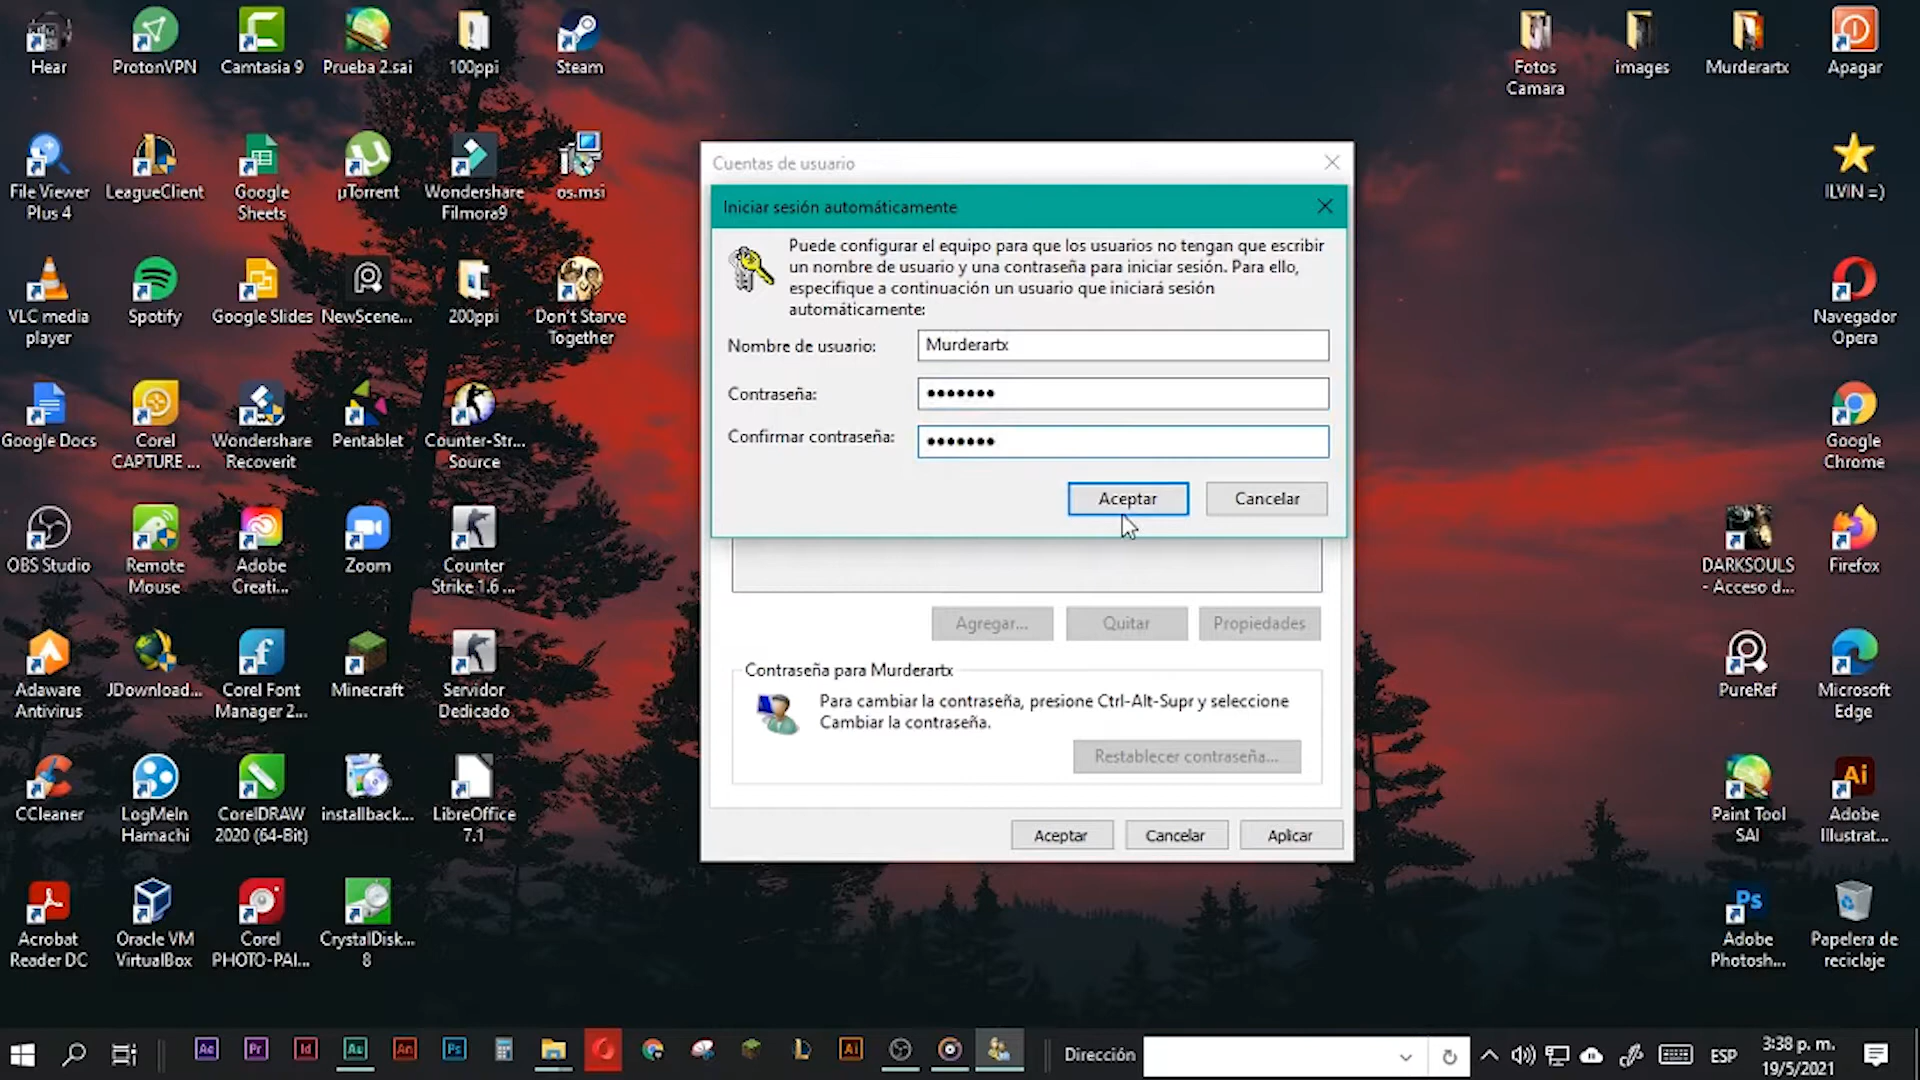 Hear
ProtonVPN
Camtasia 9
Prueba 2.sai
100ppi
Steam
Fotos
Camara
images
Murderartx
Apagar
File Viewer
Plus 4
LeagueClient
Google
Sheets
µTorrent
Wondershare
Filmora9
os.msi
ILVIN =)
VLC media
player
Spotify
Google Slides
NewScene...
200ppi
Don't Starve
Together
Navegador
Opera
Google Docs
Corel
CAPTURE ...
Wondershare
Recoverit
Pentablet
Counter-Str...
Source
Google
Chrome
OBS Studio
Remote
Mouse
Adobe
Creati...
Zoom
Counter
Strike 1.6 ...
DARKSOULS
- Acceso d...
Firefox
Adaware
Antivirus
JDownload...
Corel Font
Manager 2...
Minecraft
Servidor
Dedicado
PureRef
Microsoft
Edge
CCleaner
LogMeIn
Hamachi
CorelDRAW
2020 (64-Bit)
installback...
LibreOffice
7.1
Paint Tool
SAI
Ai
Adobe
Illustrat...
Acrobat
Reader DC
Oracle VM
VirtualBox
Corel
PHOTO-PAI...
CrystalDisk...
8
Ps
Adobe
Photosh...
Papelera de
reciclaje
Cuentas de usuario
Iniciar sesión automáticamente
Puede configurar el equipo para que los usuarios no tengan que escribir
un nombre de usuario y una contraseña para iniciar sesión. Para ello,
especifique a continuación un usuario que iniciará sesión
automáticamente:
Nombre de usuario:
Murderartx
Contraseña:
•••••••
Confirmar contraseña:
•••••••
Aceptar
Cancelar
Agregar...
Quitar
Propiedades
Contraseña para Murderartx
Para cambiar la contraseña, presione Ctrl-Alt-Supr y seleccione
Cambiar la contraseña.
Restablecer contraseña...
Aceptar
Cancelar
Aplicar
Ae
Pr
Id
Au
An
Ps
Ai
Dirección
ESP
3:38 p. m.
19/5/2021